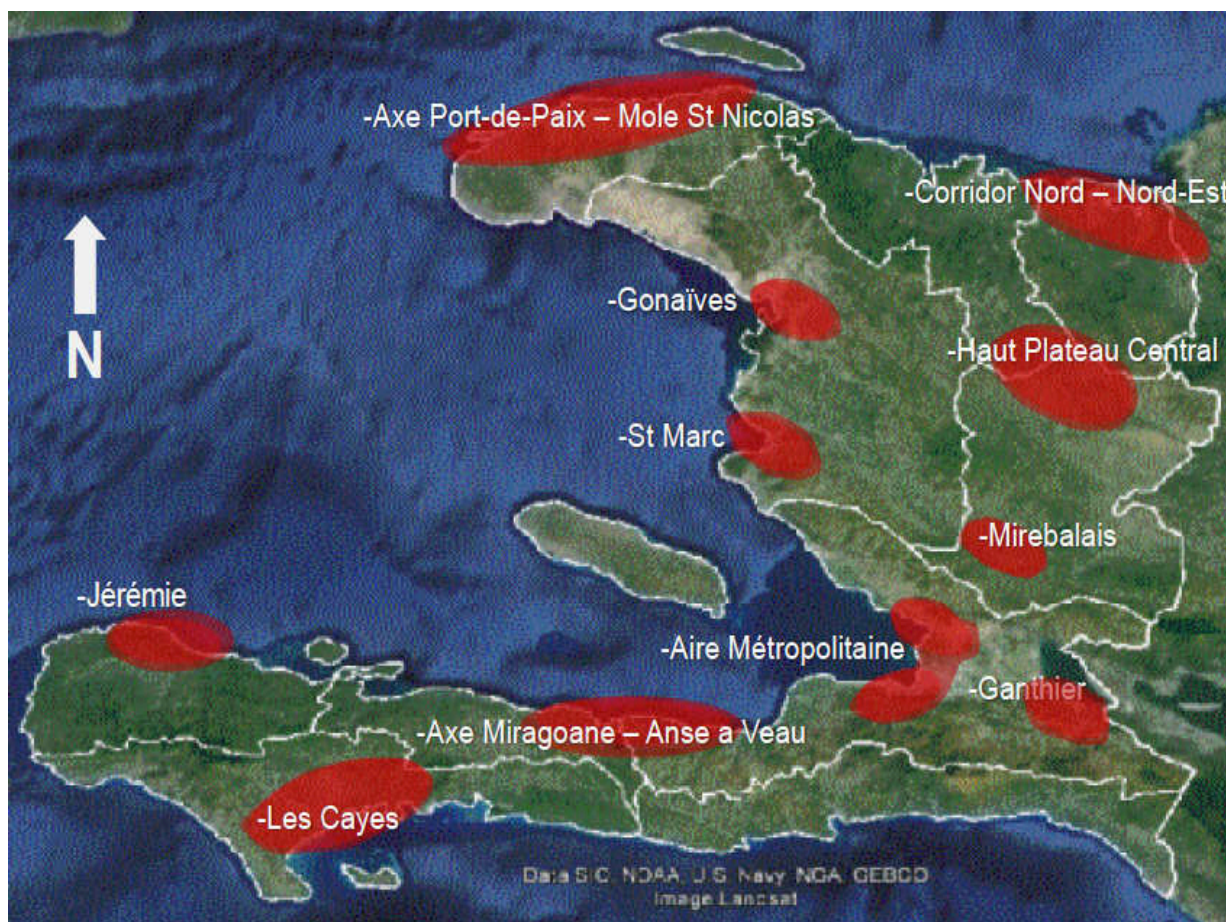 -Axe Port-de-Paix – Mole St Nicolas
-Corridor Nord – Nord-Est
N
-Gonaïves
-Haut Plateau Central
-St Marc
-Mirebalais
-Jérémie
-Aire Métropolitaine
-Ganthier
-Axe Miragoane – Anse a Veau
-Les Cayes
Data SIO, NOAA, U.S. Navy, NGA, GEBCO
Image Landsat